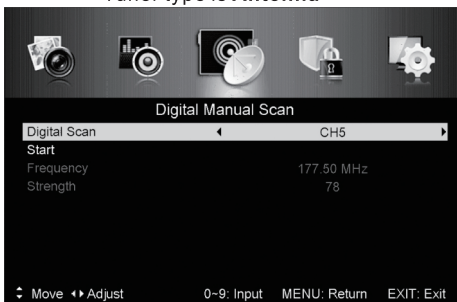 Tuner type is Antenna
Digital Manual Scan
Digital Scan CH5
Start
Frequency 177.50 MHz
Strength 78
Move Adjust 0~9: Input MENU: Return EXIT: Exit